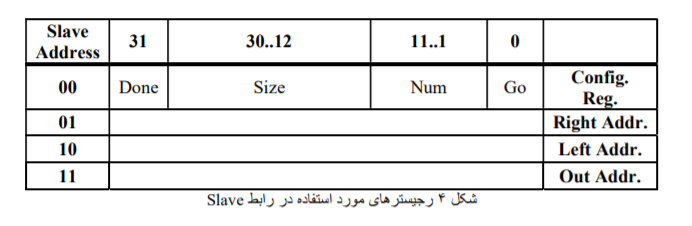 Slave Address 31 30..12 11..1 0
00 Done Size Num Go Config. Reg.
01 Right Addr.
10 Left Addr.
11 Out Addr.
شکل ۴ رجیسترهای مورد استفاده در رابط Slave